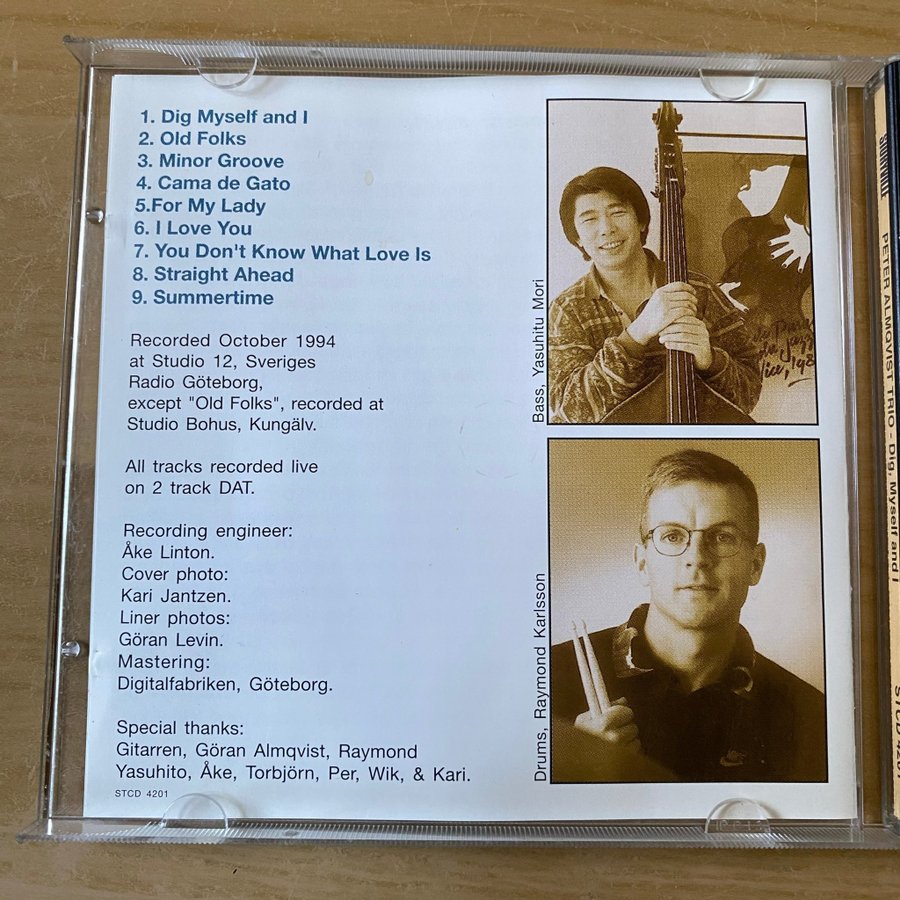 1. Dig Myself and I
2. Old Folks
3. Minor Groove
4. Cama de Gato
5.For My Lady
6. I Love You
7. You Don't Know What Love Is
8. Straight Ahead
9. Summertime
Recorded October 1994
at Studio 12, Sveriges
Radio Göteborg,
except "Old Folks", recorded at
Studio Bohus, Kungälv.
All tracks recorded live
on 2 track DAT.
Recording engineer:
Åke Linton.
Cover photo:
Kari Jantzen.
Liner photos:
Göran Levin.
Mastering:
Digitalfabriken, Göteborg.
Special thanks:
Gitarren, Göran Almqvist, Raymond
Yasuhito, Åke, Torbjörn, Per, Wik, & Kari.
STCD 4201
Bass, Yasuhitu Mori
Drums, Raymond Karlsson
PETER ALMQVIST TRIO - Dig, Myself and I
STCD 4201